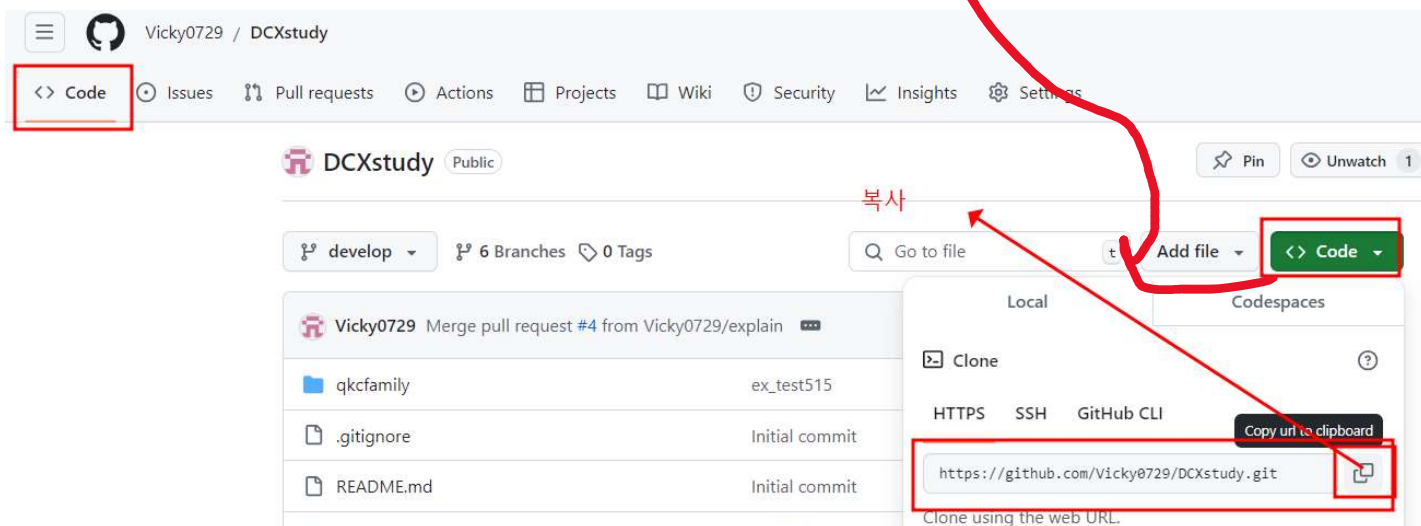 Vicky0729 / DCXstudy
<> Code Issues Pull requests Actions Projects Wiki Security Insights Settings
DCXstudy Public Pin Unwatch 1
복사
develop 6 Branches 0 Tags Go to file t Add file <> Code
Local Codespaces
Vicky0729 Merge pull request #4 from Vicky0729/explain
Clone
qkcfamily ex_test515
HTTPS SSH GitHub CLI
Copy url to clipboard
.gitignore Initial commit
https://github.com/Vicky0729/DCXstudy.git
README.md Initial commit
Clone using the web URL.